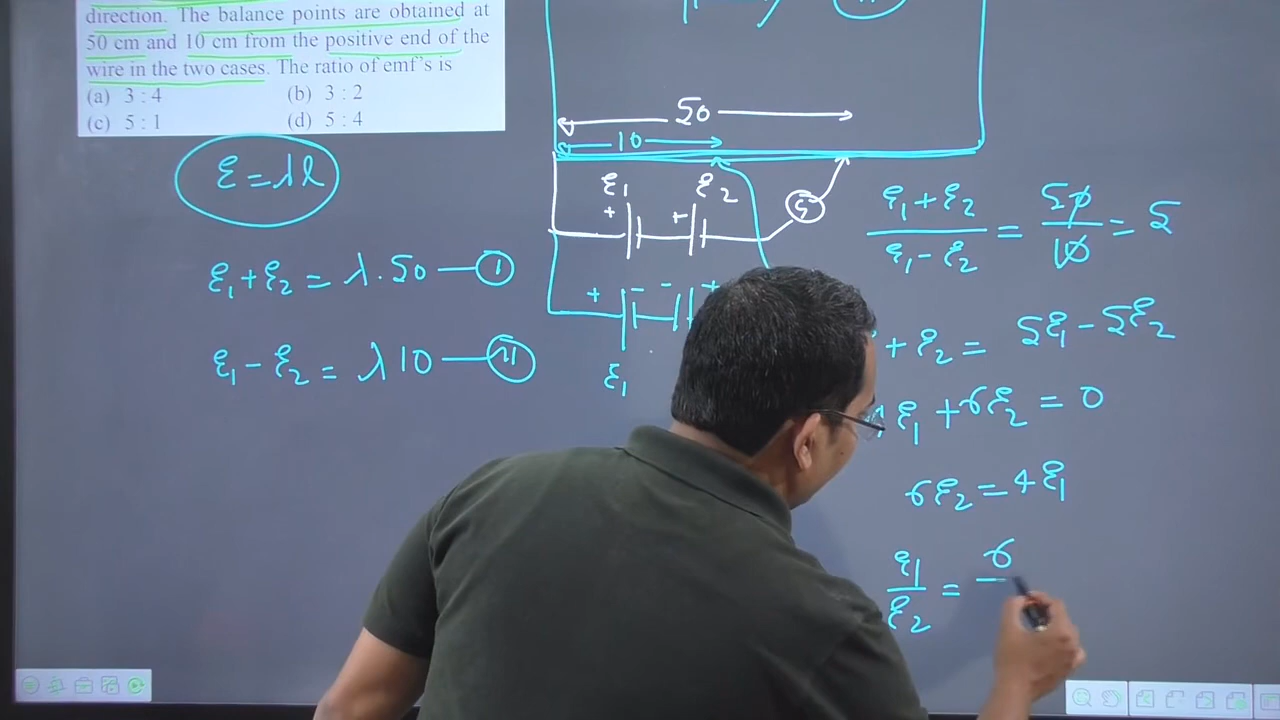 direction. The balance points are obtained at
50 cm and 10 cm from the positive end of the
wire in the two cases. The ratio of emf's is
(a) 3 : 4 (b) 3 : 2
(c) 5 : 1 (d) 5 : 4
ε = λl
ε₁ + ε₂ = λ.50 — I
ε₁ - ε₂ = λ 10 — II
50
10
ε₁ ε₂
+ +
G
+ - - +
ε₁
ε₁ + ε₂ / ε₁ - ε₂ = 50/10 = 5
+ ε₂ = 5ε₁ - 5ε₂
ε₁ + 6ε₂ = 0
6ε₂ = 4ε₁
ε₁/ε₂ = 6